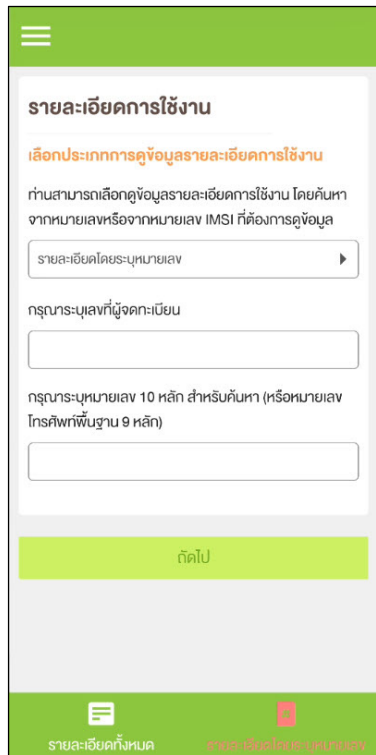 รายละเอียดการใช้งาน
เลือกประเภทการดูข้อมูลรายละเอียดการใช้งาน
ท่านสามารถเลือกดูข้อมูลรายละเอียดการใช้งาน โดยค้นหา
จากหมายเลขหรือจากหมายเลข IMSI ที่ต้องการดูข้อมูล
รายละเอียดโดยระบุหมายเลข
กรุณาระบุเลขที่ผู้จดทะเบียน
กรุณาระบุหมายเลข 10 หลัก สำหรับค้นหา (หรือหมายเลข
โทรศัพท์พื้นฐาน 9 หลัก)
ถัดไป
รายละเอียดทั้งหมด
รายละเอียดโดยระบุหมายเลข